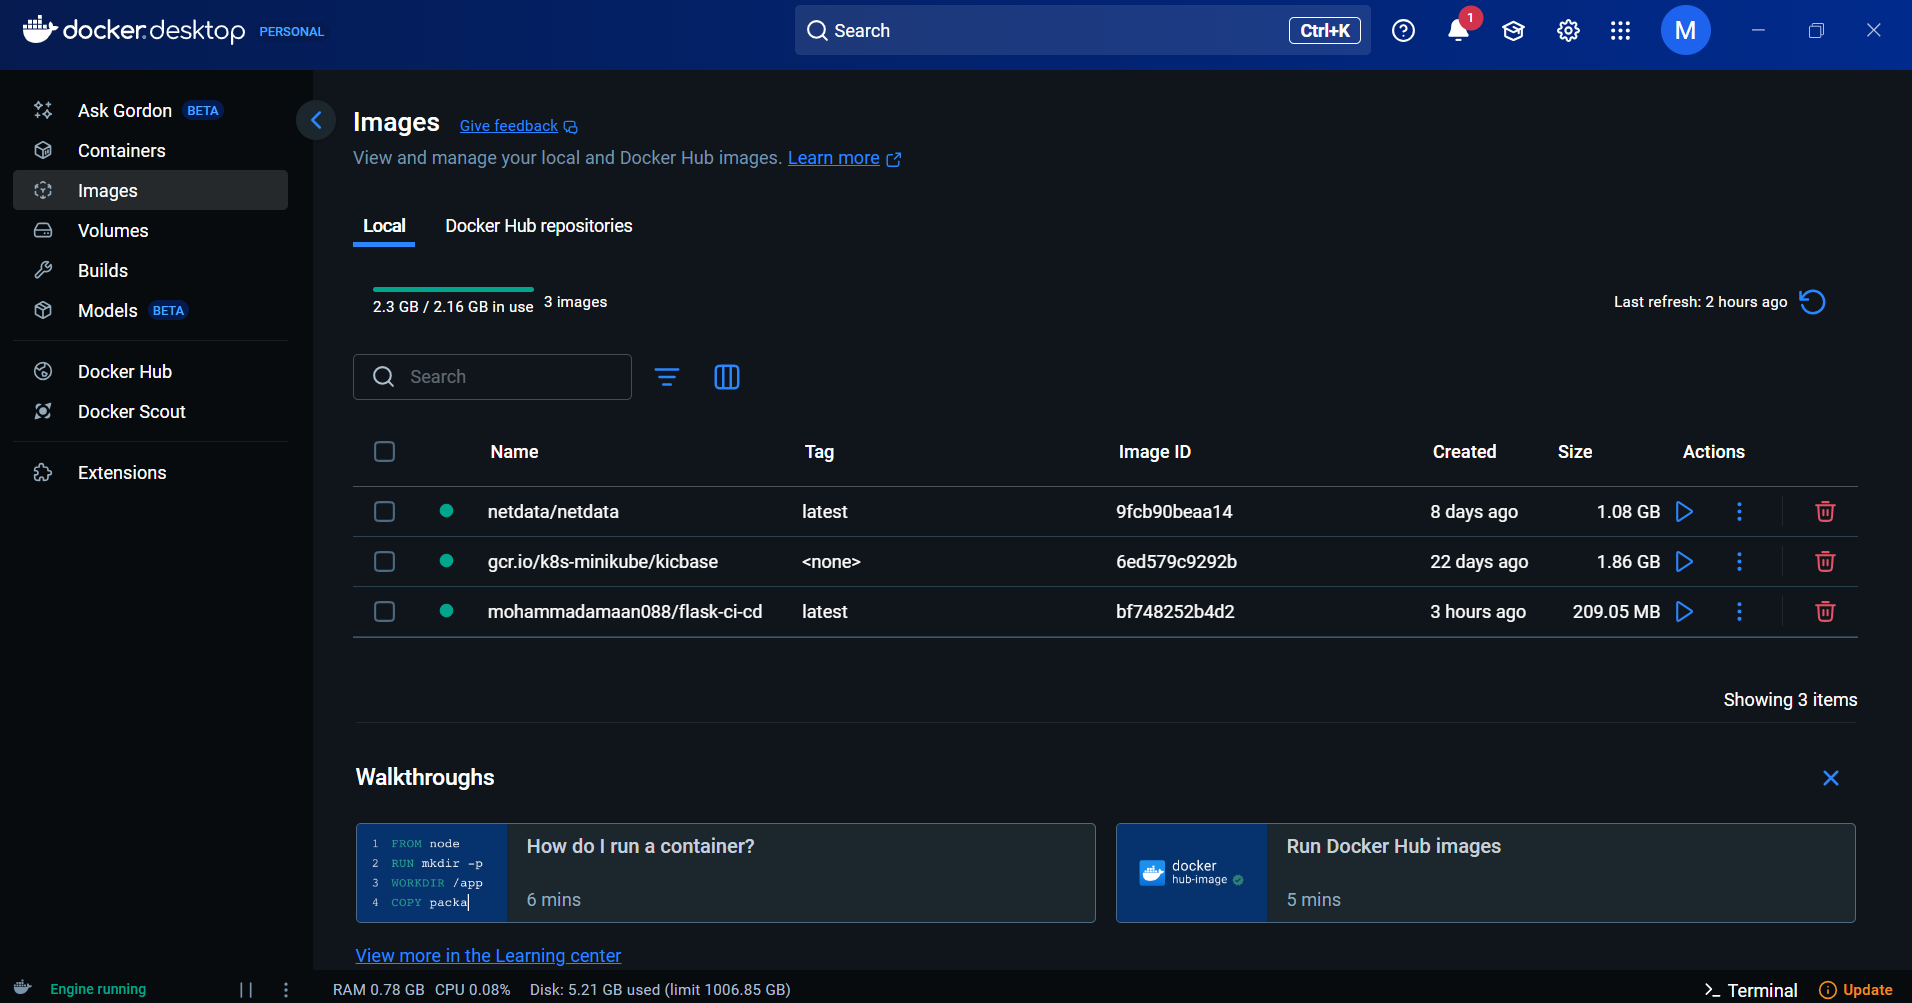 docker.desktop PERSONAL
Search Ctrl+K
1
M
Ask Gordon BETA
Containers
Images
Volumes
Builds
Models BETA
Docker Hub
Docker Scout
Extensions
Images Give feedback
View and manage your local and Docker Hub images. Learn more
Local Docker Hub repositories
2.3 GB / 2.16 GB in use 3 images
Last refresh: 2 hours ago
Search
Name Tag Image ID Created Size Actions
netdata/netdata latest 9fcb90beaa14 8 days ago 1.08 GB
gcr.io/k8s-minikube/kicbase <none> 6ed579c9292b 22 days ago 1.86 GB
mohammadamaan088/flask-ci-cd latest bf748252b4d2 3 hours ago 209.05 MB
Showing 3 items
Walkthroughs
1 FROM node
2 RUN mkdir -p
3 WORKDIR /app
4 COPY packa
How do I run a container?
6 mins
docker
hub-image
Run Docker Hub images
5 mins
View more in the Learning center
Engine running
RAM 0.78 GB CPU 0.08% Disk: 5.21 GB used (limit 1006.85 GB)
Terminal
Update